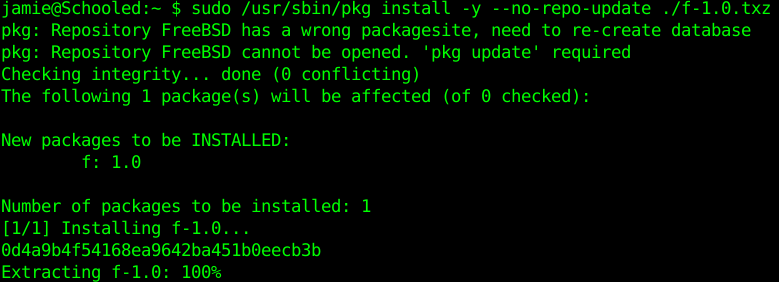 jamie@Schooled:~ $ sudo /usr/sbin/pkg install -y --no-repo-update ./f-1.0.txz
pkg: Repository FreeBSD has a wrong packagesite, need to re-create database
pkg: Repository FreeBSD cannot be opened. 'pkg update' required
Checking integrity... done (0 conflicting)
The following 1 package(s) will be affected (of 0 checked):
New packages to be INSTALLED:
f: 1.0
Number of packages to be installed: 1
[1/1] Installing f-1.0...
0d4a9b4f54168ea9642ba451b0eecb3b
Extracting f-1.0: 100%